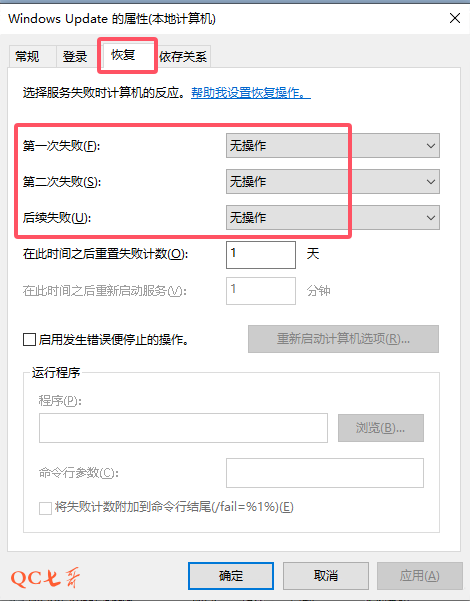 Windows Update 的属性(本地计算机)
常规 登录 恢复 依存关系
选择服务失败时计算机的反应。帮助我设置恢复操作。
第一次失败(F): 无操作
第二次失败(S): 无操作
后续失败(U): 无操作
在此时间之后重置失败计数(O): 1 天
在此时间之后重新启动服务(V): 1 分钟
启用发生错误便停止的操作。 重新启动计算机选项(R)...
运行程序
程序(P):
浏览(B)...
命令行参数(C):
将失败计数附加到命令行结尾(/fail=%1%)(E)
QC七哥
确定 取消 应用(A)